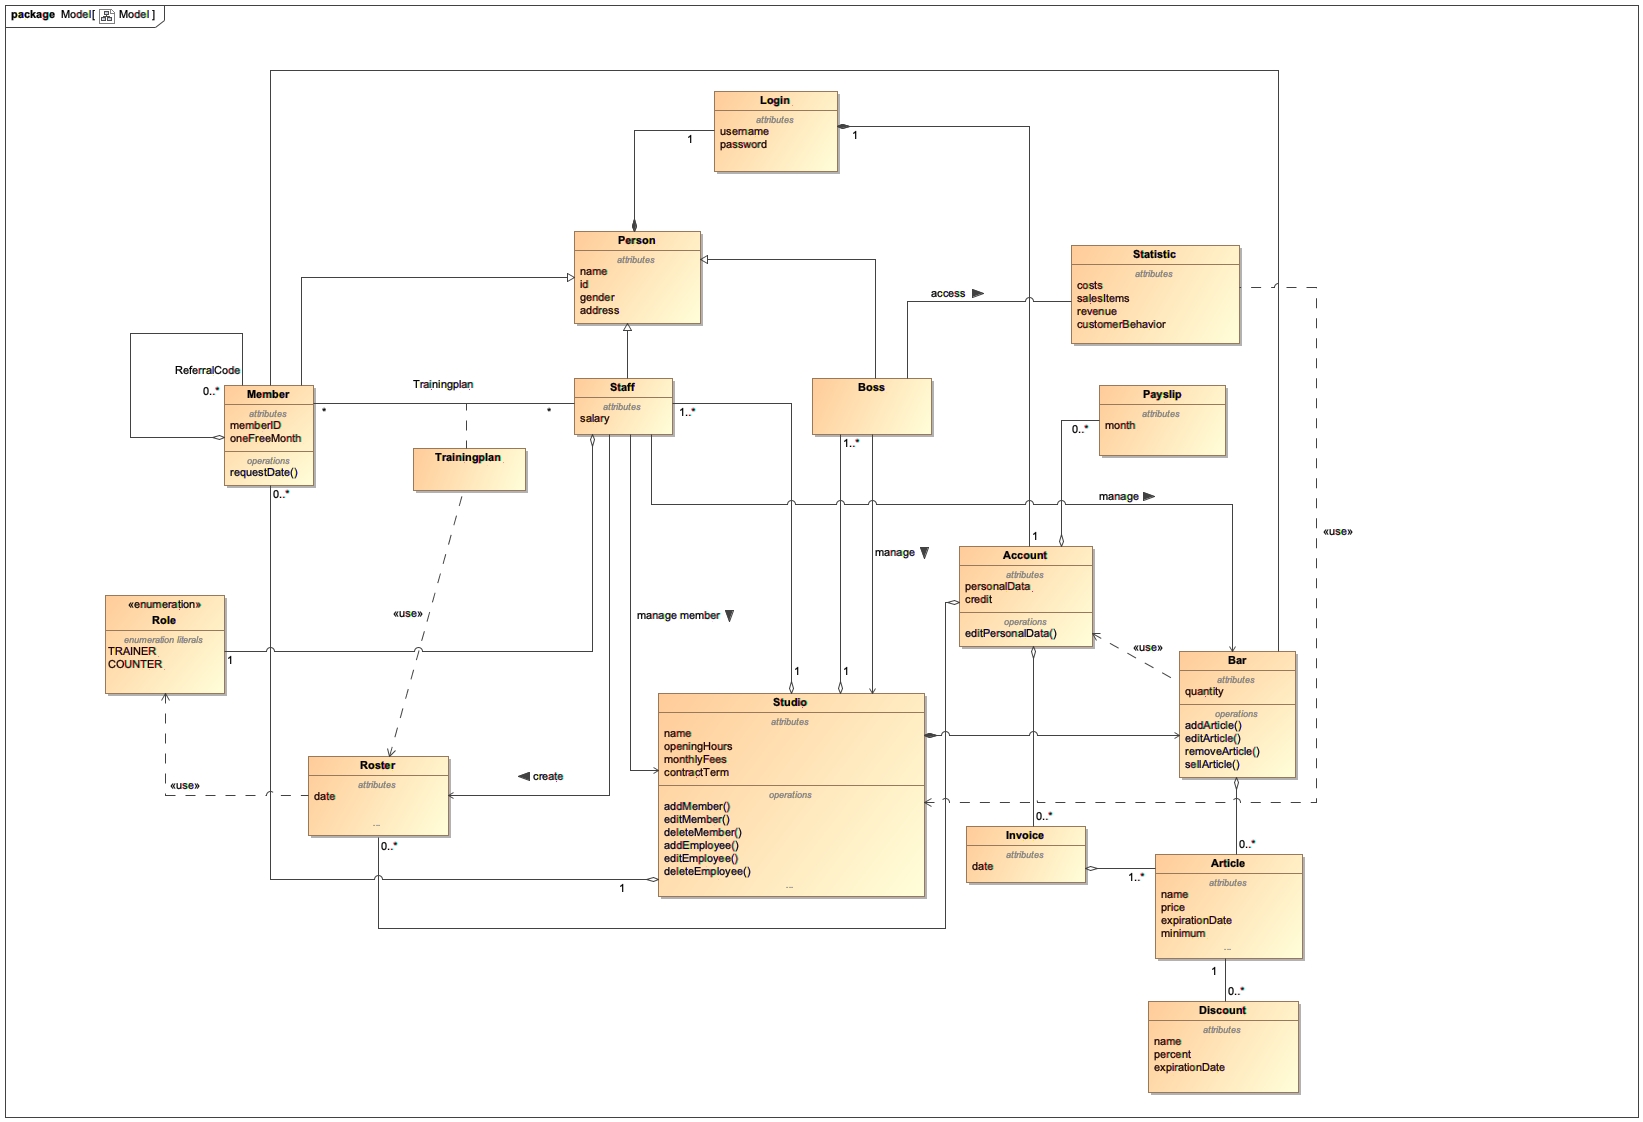 package Model[ Model ]
Login
attributes
username
password
1
1
Person
attributes
name
id
gender
address
Statistic
attributes
costs
salesItems
revenue
customerBehavior
access
ReferralCode
0..*
Member
attributes
memberID
oneFreeMonth
operations
requestDate()
0..*
Trainingplan
*
*
Staff
attributes
salary
1..*
Boss
1..*
Payslip
attributes
month
0..*
Trainingplan
manage
«use»
manage
1
Account
attributes
personalData
credit
operations
editPersonalData()
«enumeration»
Role
enumeration literals
TRAINER
COUNTER
1
«use»
manage member
«use»
Bar
attributes
quantity
operations
addArticle()
editArticle()
removeArticle()
sellArticle()
1
1
Studio
attributes
name
openingHours
monthlyFees
contractTerm
operations
addMember()
editMember()
deleteMember()
addEmployee()
editEmployee()
deleteEmployee()
...
Roster
attributes
date
...
create
«use»
0..*
1
0..*
Invoice
attributes
date
1..*
0..*
Article
attributes
name
price
expirationDate
minimum
...
1
0..*
Discount
attributes
name
percent
expirationDate